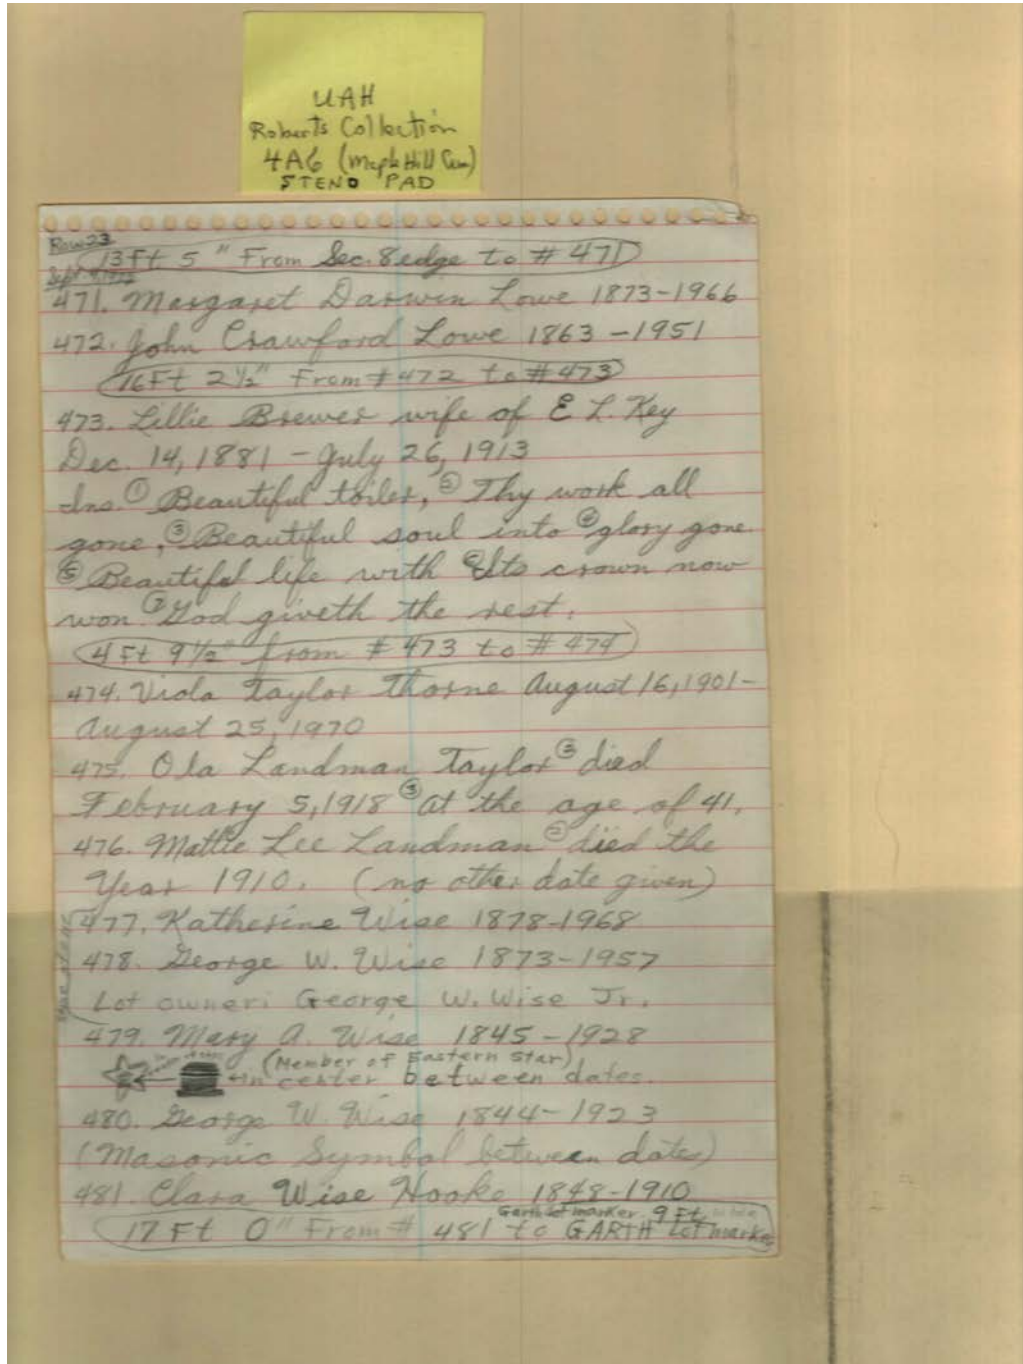 UAH
Roberts Collection
4A6 (Maple Hill Cem)
STENO PAD
Row 23
13 Ft 5 " From Sec. 8 edge to # 471
Sept.
471. Margaret Darwin Lowe 1873-1966
472. John Crawford Lowe 1863 - 1951
16 Ft 2 1/2" From # 472 to # 473
473. Lillie Brewer wife of E L. Key
Dec. 14, 1881 - July 26, 1913
Ins. ① Beautiful toiler, ② Thy work all
gone, ③ Beautiful soul into ④ glory gone.
⑤ Beautiful life with ⑥ Its crown now
won ⑦ God giveth the rest.
4 Ft 9 1/2" from # 473 to # 474
474. Viola Taylor Thorne August 16, 1901-
August 25, 1970
475. Ola Landman Taylor ② died
February 5, 1918 ③ at the age of 41.
476. Mattie Lee Landman ② died the
Year 1910. (no other date given)
477. Katherine Wise 1878-1968
478. George W. Wise 1873-1957
Lot owner: George W. Wise Jr.
479. Mary A. Wise 1845-1928
(Member of Eastern Star)
in center between dates.
480. George W. Wise 1844-1923
(Masonic Symbol between dates)
481. Clara Wise Hooke 1848-1910
Garth lot marker 9 Ft
17 Ft 0" From # 481 to GARTH Lot marker